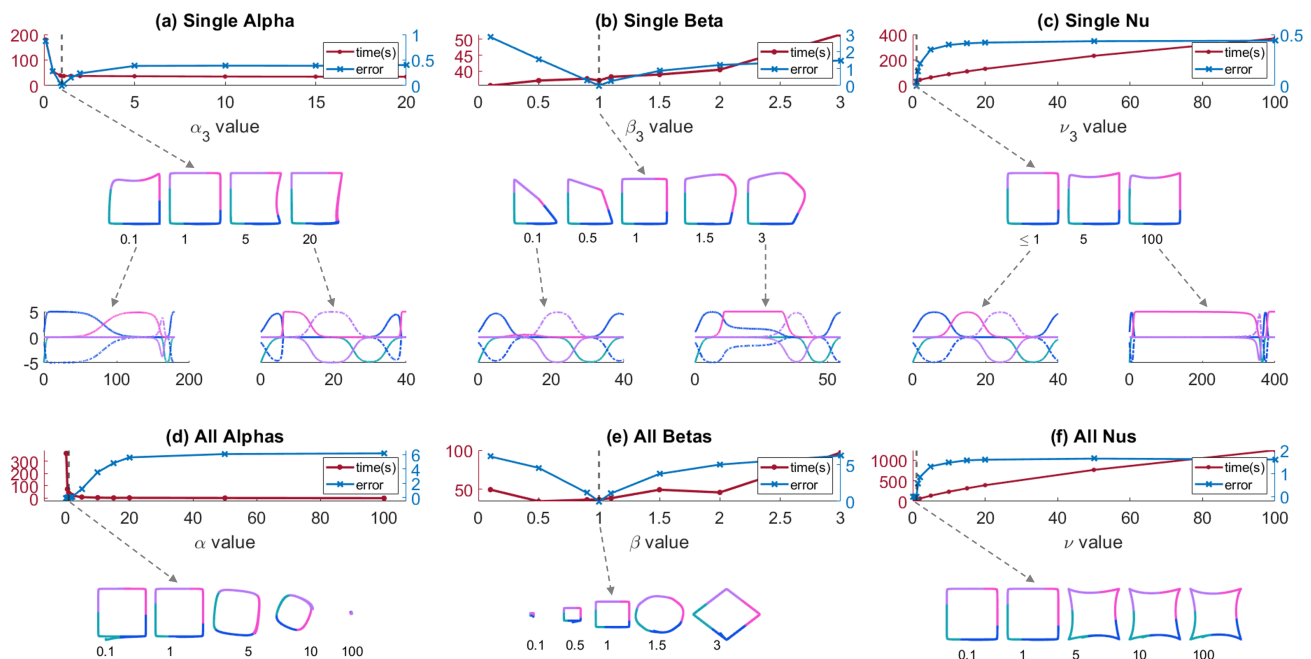 (a) Single Alpha
200
100
0
1
0.5
0
time(s)
error
0 5 10 15 20
α3 value
0.1 1 5 20
5
0
-5
0 100 200
0 20 40
(b) Single Beta
50
45
40
3
2
1
0
time(s)
error
0 0.5 1 1.5 2 2.5 3
β3 value
0.1 0.5 1 1.5 3
0 20 40
0 50
(c) Single Nu
400
200
0
0.5
0
time(s)
error
0 20 40 60 80 100
ν3 value
≤ 1 5 100
0 20 40
0 200 400
(d) All Alphas
300
200
100
0
6
4
2
0
time(s)
error
0 20 40 60 80 100
α value
0.1 1 5 10 100
(e) All Betas
100
50
5
0
time(s)
error
0 0.5 1 1.5 2 2.5 3
β value
0.1 0.5 1 1.5 3
(f) All Nus
1000
500
0
2
1
0
time(s)
error
0 20 40 60 80 100
ν value
0.1 1 5 10 100